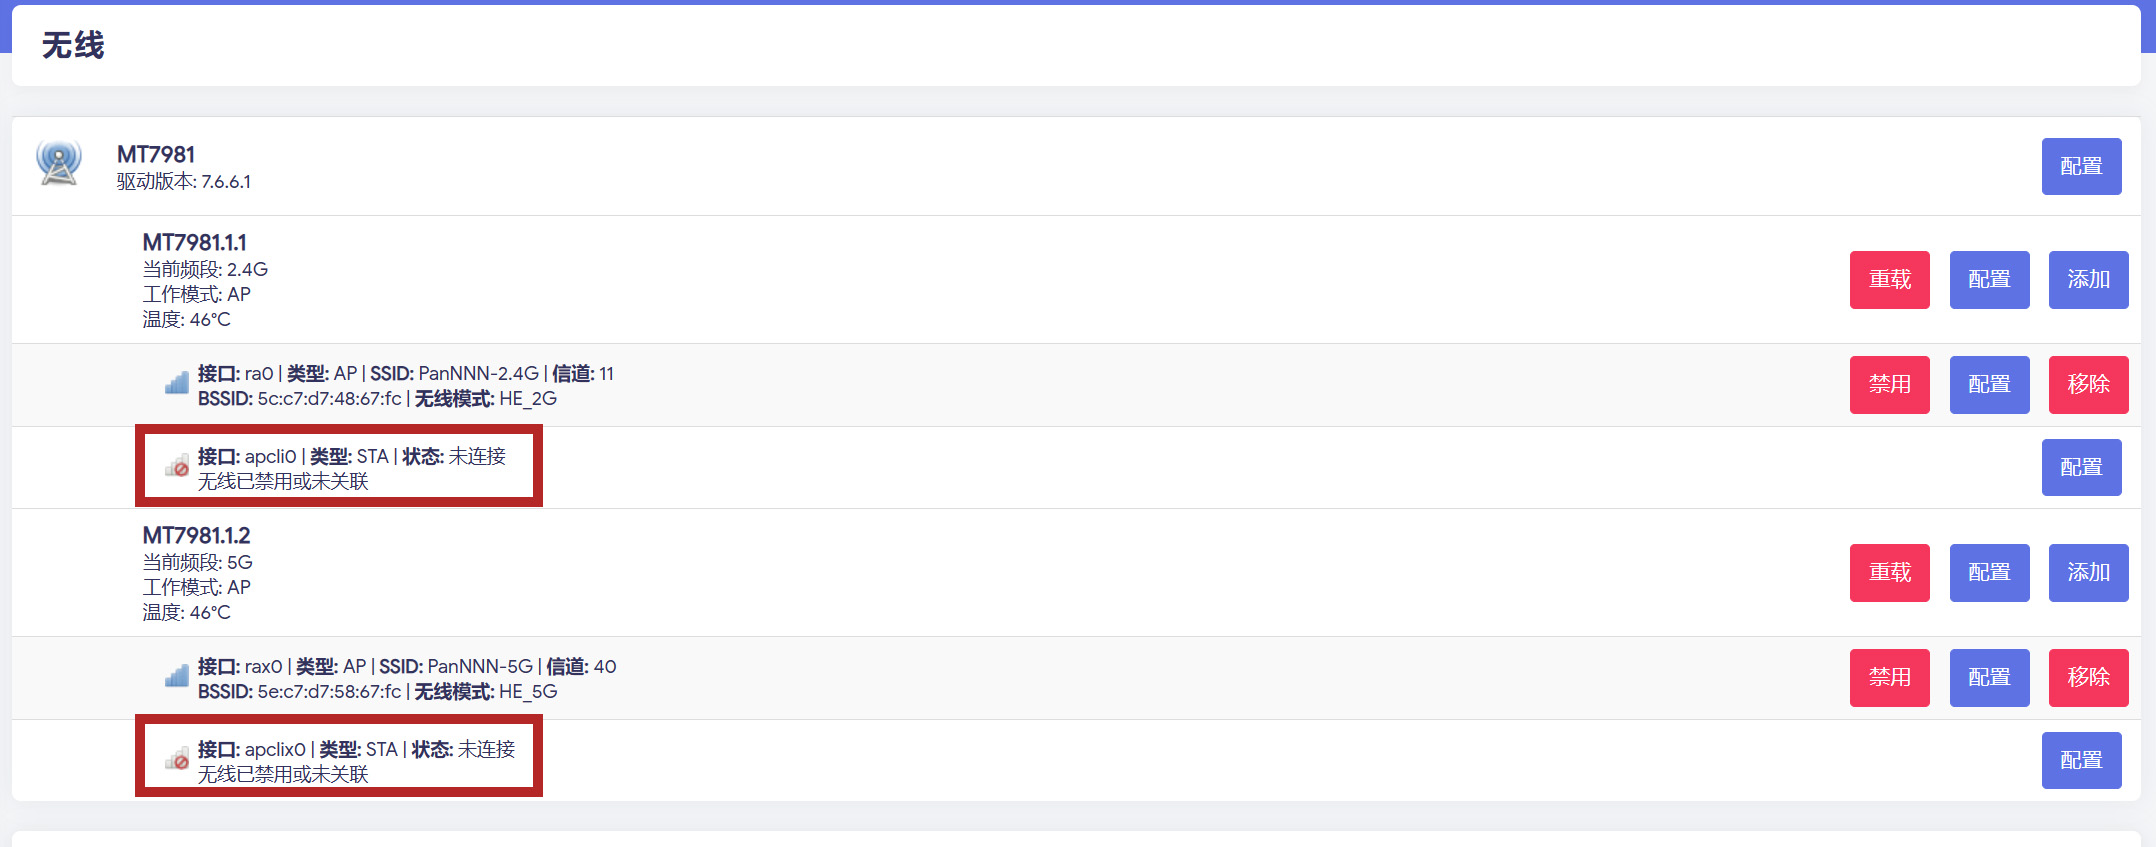 无线
MT7981
驱动版本: 7.6.6.1
配置
MT7981.1.1
当前频段: 2.4G
工作模式: AP
温度: 46°C
重载 配置 添加
接口: ra0 | 类型: AP | SSID: PanNNN-2.4G | 信道: 11
BSSID: 5c:c7:d7:48:67:fc | 无线模式: HE_2G
禁用 配置 移除
接口: apcli0 | 类型: STA | 状态: 未连接
无线已禁用或未关联
配置
MT7981.1.2
当前频段: 5G
工作模式: AP
温度: 46°C
重载 配置 添加
接口: rax0 | 类型: AP | SSID: PanNNN-5G | 信道: 40
BSSID: 5e:c7:d7:58:67:fc | 无线模式: HE_5G
禁用 配置 移除
接口: apclix0 | 类型: STA | 状态: 未连接
无线已禁用或未关联
配置